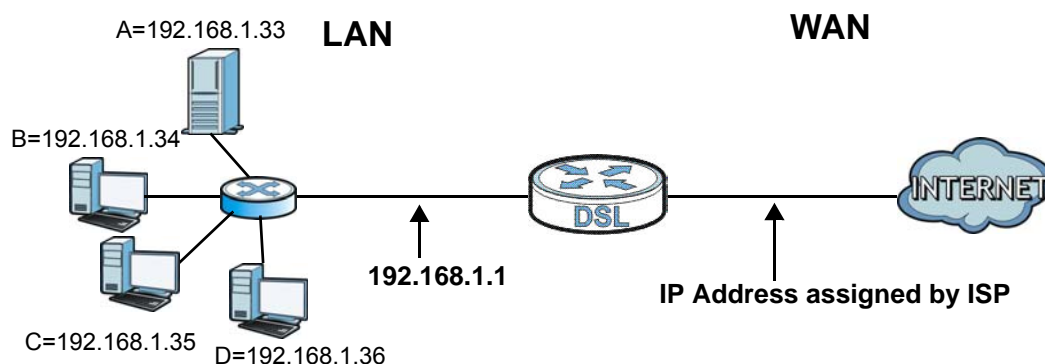 A=192.168.1.33
LAN
WAN
B=192.168.1.34
DSL
INTERNET
192.168.1.1
IP Address assigned by ISP
C=192.168.1.35
D=192.168.1.36